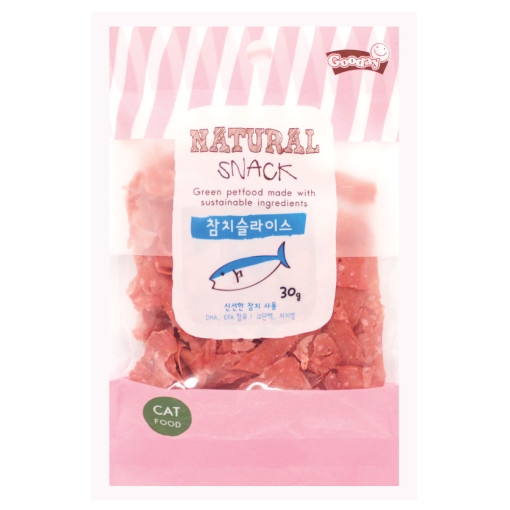 Gooday
NATURAL
SNACK
Green petfood made with
sustainable ingredients
참치슬라이스
30g
신선한 참치 사용
DHA, EPA 함유 / 고단백, 저지방
CAT
FOOD